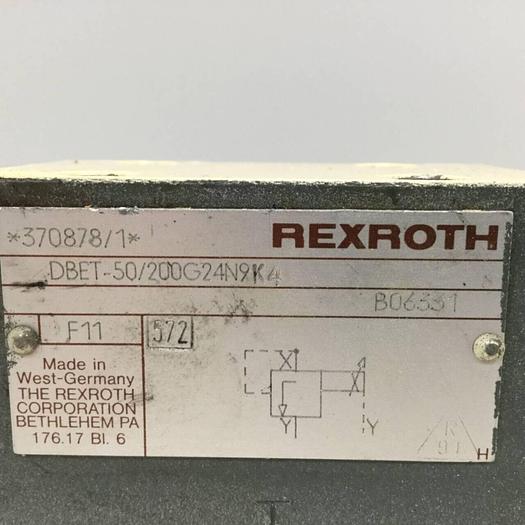 *370878/1*
REXROTH
DBET-50/200G24N9K4
B06331
F11
572
Made in
West-Germany
THE REXROTH
CORPORATION
BETHLEHEM PA
176.17 Bl. 6
X
Y
Y
R
91
H